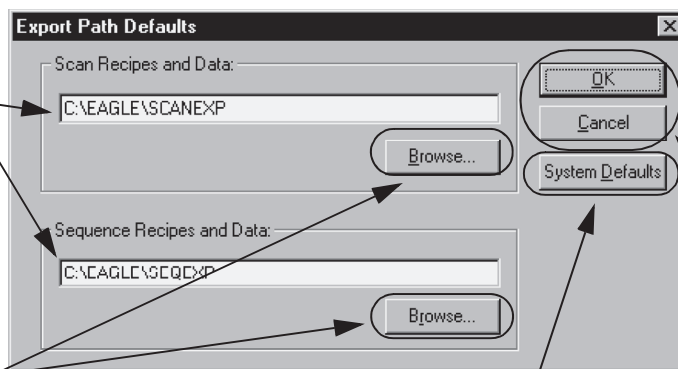 Export Path Defaults
Scan Recipes and Data:
C:\EAGLE\SCANEXP
Browse...
Sequence Recipes and Data:
C:\EAGLE\SEQEXP
Browse...
OK
Cancel
System Defaults